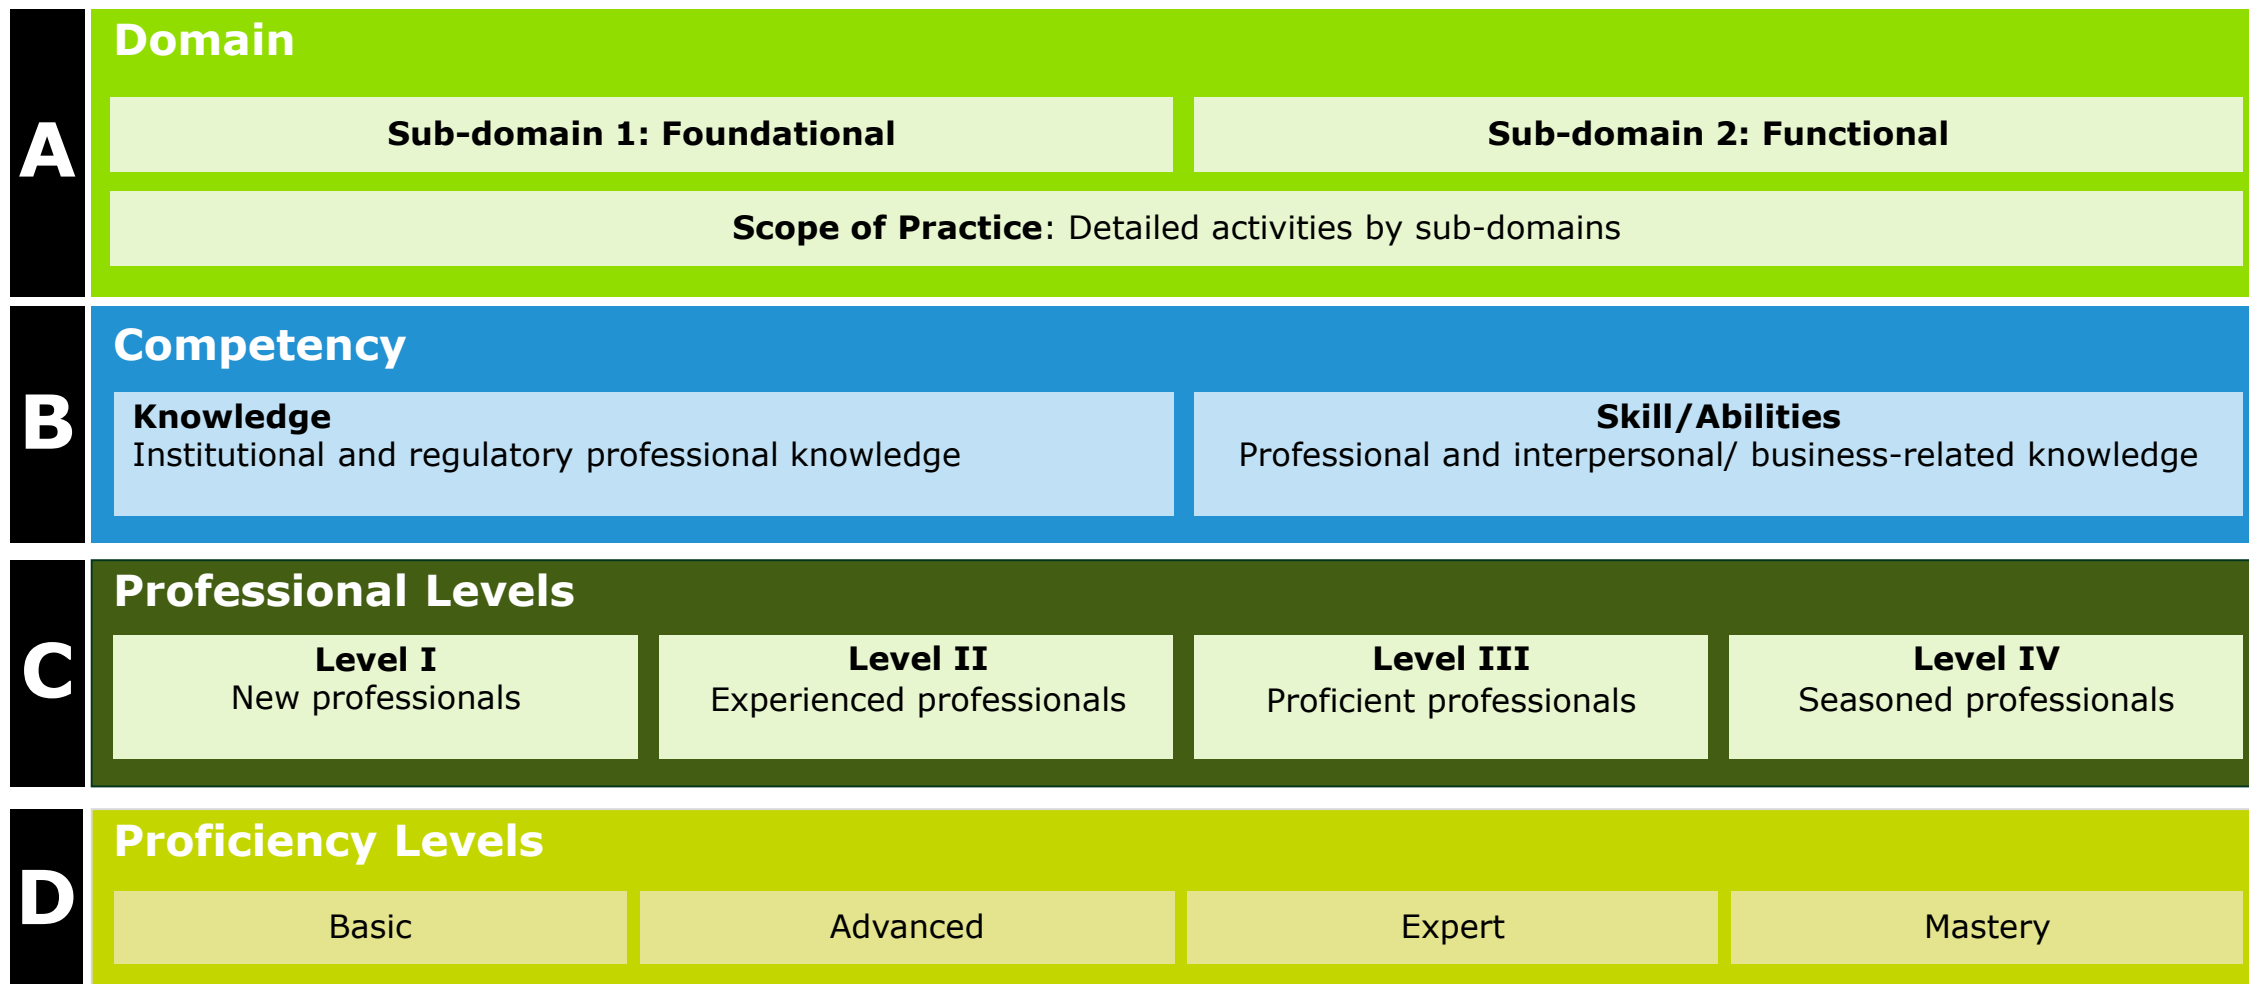 A
Domain
Sub-domain 1: Foundational
Sub-domain 2: Functional
Scope of Practice: Detailed activities by sub-domains
B
Competency
Knowledge
Institutional and regulatory professional knowledge
Skill/Abilities
Professional and interpersonal/ business-related knowledge
C
Professional Levels
Level I
New professionals
Level II
Experienced professionals
Level III
Proficient professionals
Level IV
Seasoned professionals
D
Proficiency Levels
Basic
Advanced
Expert
Mastery